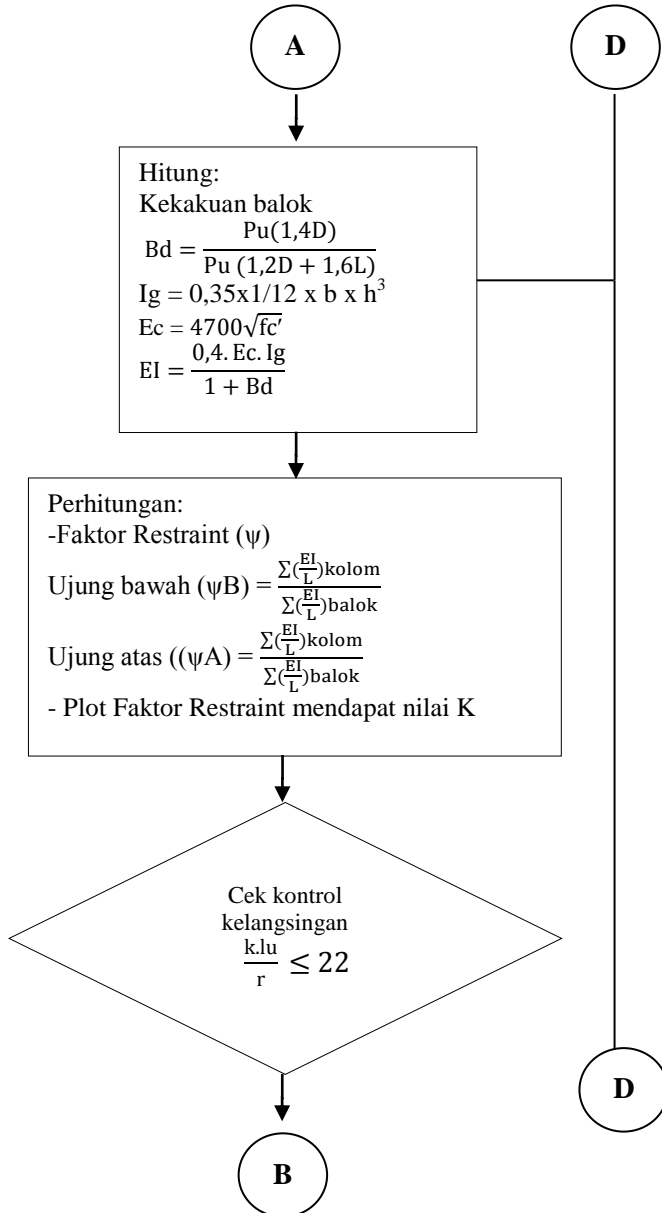 A
D
Hitung:
Kekakuan balok
Bd = Pu(1,4D) / Pu (1,2D + 1,6L)
Ig = 0,35x1/12 x b x h³
Ec = 4700√fc′
EI = 0,4. Ec. Ig / 1 + Bd
Perhitungan:
-Faktor Restraint (ψ)
Ujung bawah (ψB) = ∑(EI/L)kolom / ∑(EI/L)balok
Ujung atas ((ψA) = ∑(EI/L)kolom / ∑(EI/L)balok
- Plot Faktor Restraint mendapat nilai K
Cek kontrol
kelangsingan
k.lu / r ≤ 22
D
B